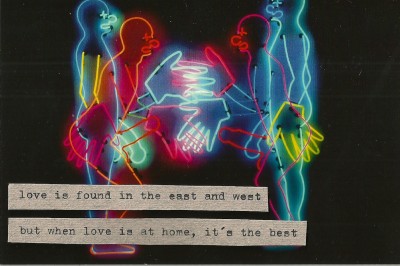 love is found in the east and west
but when love is at home, it´s the best